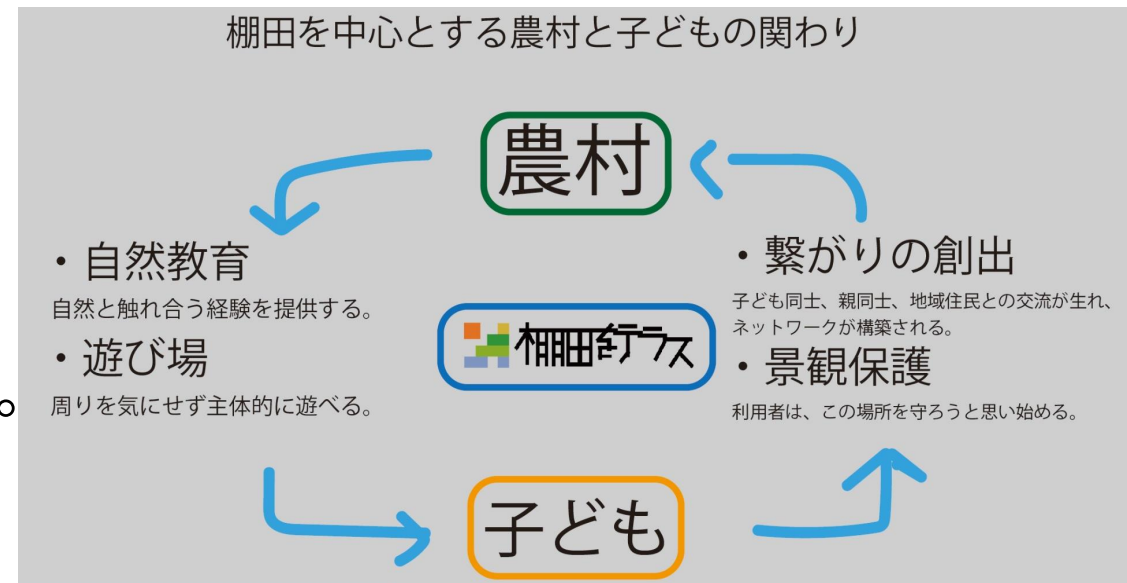 棚田を中心とする農村と子どもの関わり
農村
・自然教育
自然と触れ合う経験を提供する。
・遊び場
周りを気にせず主体的に遊べる。
・繋がりの創出
子ども同士、親同士、地域住民との交流が生れ、
ネットワークが構築される。
・景観保護
利用者は、この場所を守ろうと思い始める。
棚田テラス
子ども